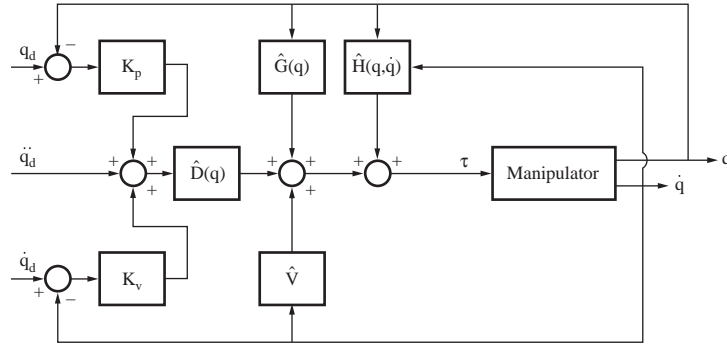 −
q_d
+
K_p
Ĝ(q)
Ĥ(q,q̇)
q̈_d
+ + +
D̂(q)
+ + +
+ +
τ
Manipulator
q
q̇
q̇_d
+
−
K_v
V̂